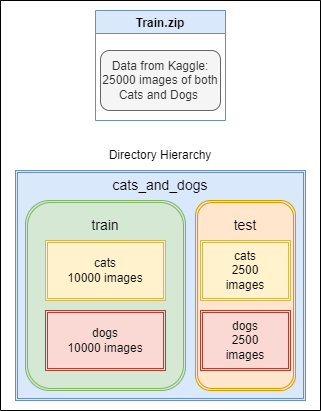 Train.zip
Data from Kaggle:
25000 images of both
Cats and Dogs
Directory Hierarchy
cats_and_dogs
train
cats
10000 images
dogs
10000 images
test
cats
2500
images
dogs
2500
images